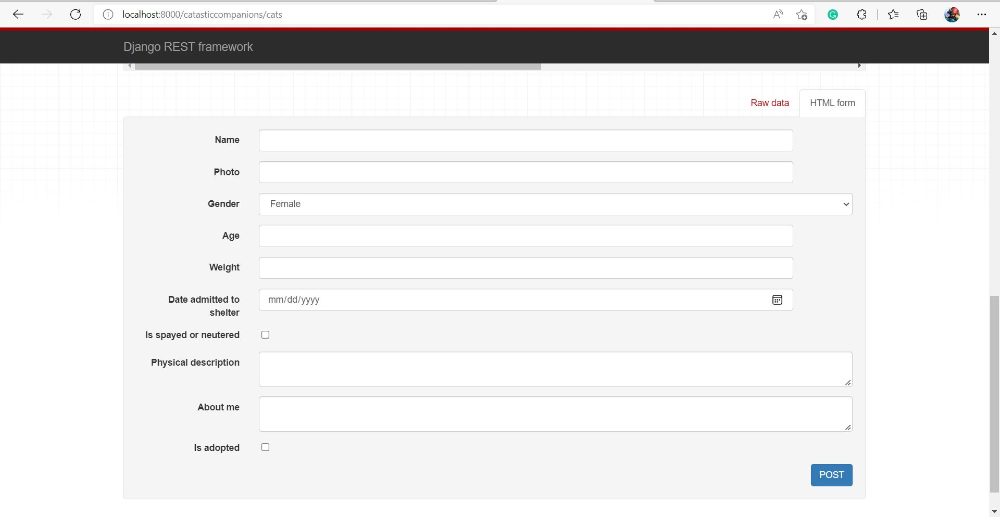 localhost:8000/catasticcompanions/cats
Django REST framework
Raw data
HTML form
Name
Photo
Gender
Female
Age
Weight
Date admitted to
shelter
mm/dd/yyyy
Is spayed or neutered
Physical description
About me
Is adopted
POST